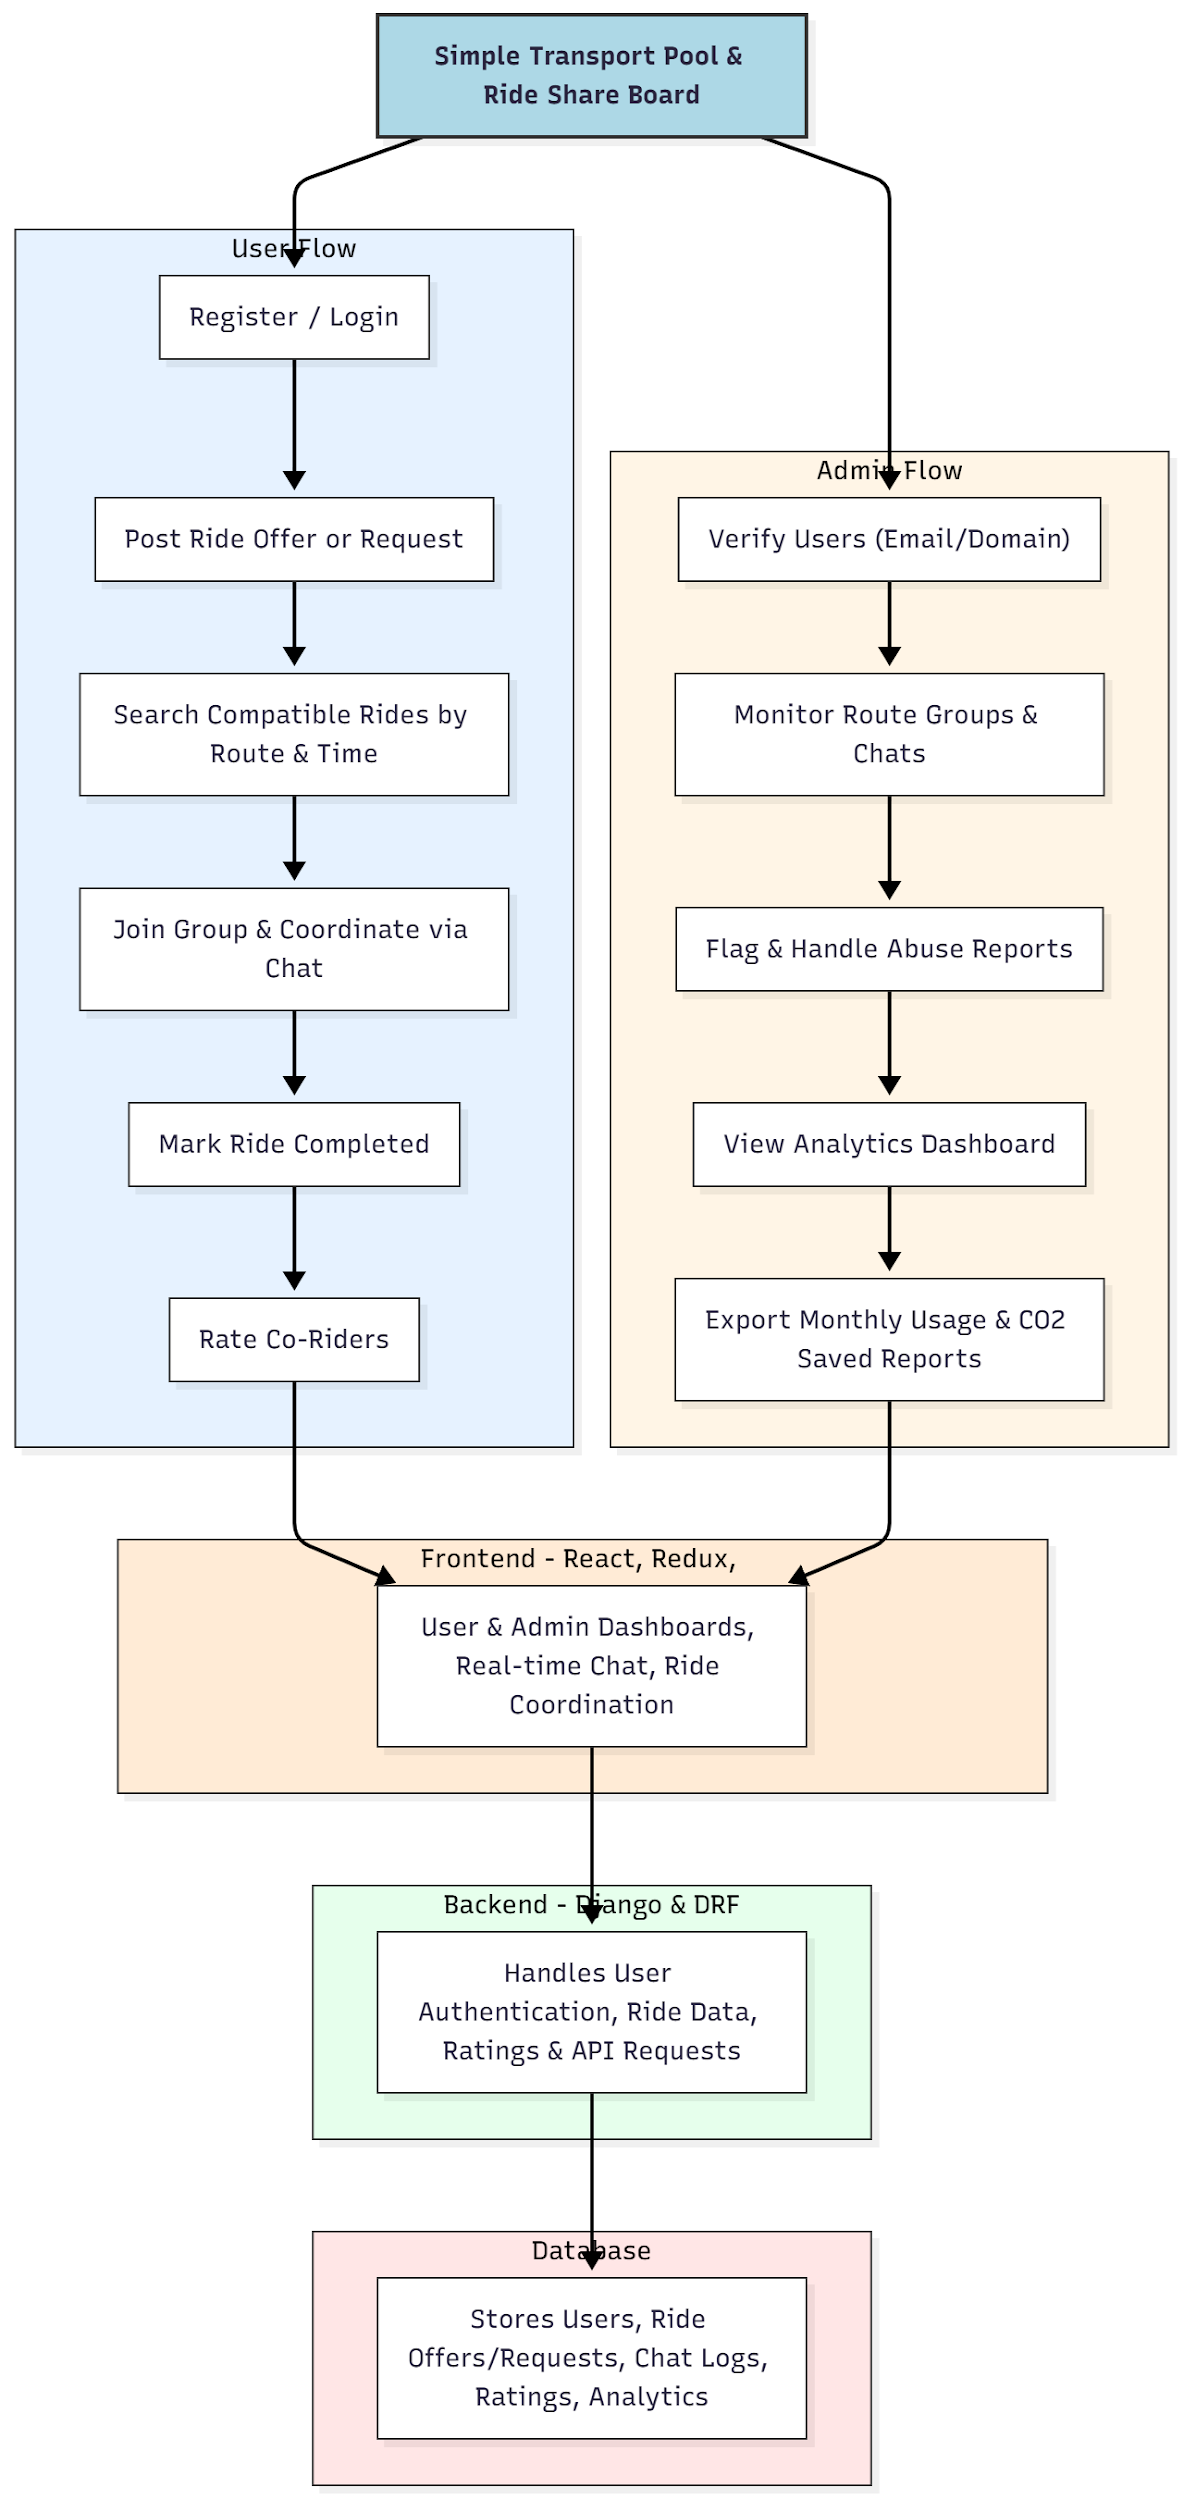 Simple Transport Pool &
Ride Share Board
User Flow
Register / Login
Post Ride Offer or Request
Search Compatible Rides by
Route & Time
Join Group & Coordinate via
Chat
Mark Ride Completed
Rate Co-Riders
Admin Flow
Verify Users (Email/Domain)
Monitor Route Groups &
Chats
Flag & Handle Abuse Reports
View Analytics Dashboard
Export Monthly Usage & CO2
Saved Reports
Frontend - React, Redux,
User & Admin Dashboards,
Real-time Chat, Ride
Coordination
Backend - Django & DRF
Handles User
Authentication, Ride Data,
Ratings & API Requests
Database
Stores Users, Ride
Offers/Requests, Chat Logs,
Ratings, Analytics